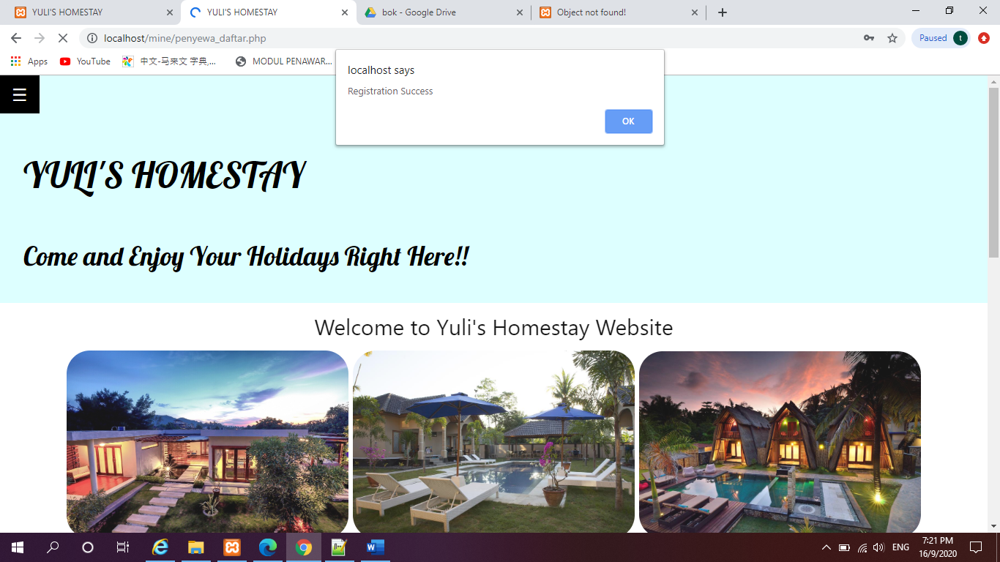 YULI'S HOMESTAY
YULI'S HOMESTAY
bok - Google Drive
Object not found!
localhost/mine/penyewa_daftar.php
Paused
t
Apps
YouTube
中文-马来文 字典,...
MODUL PENAWAR...
localhost says
Registration Success
OK
YULI'S HOMESTAY
Come and Enjoy Your Holidays Right Here!!
Welcome to Yuli's Homestay Website
ENG
7:21 PM
16/9/2020